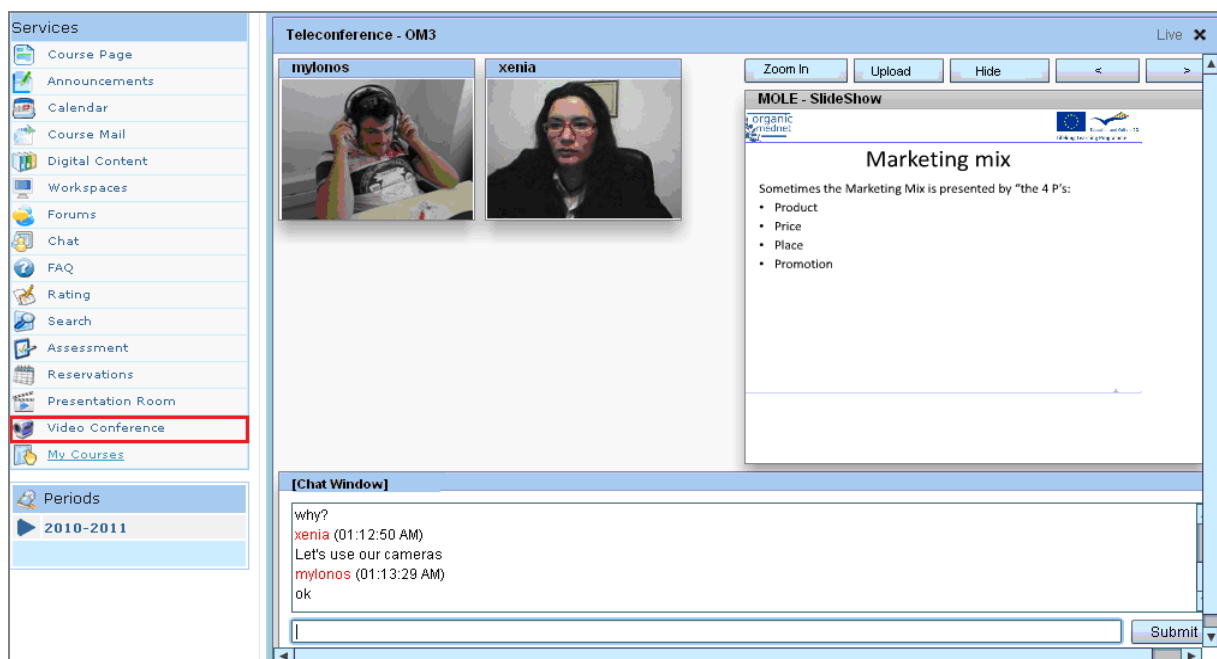 Services
Course Page
Announcements
Calendar
Course Mail
Digital Content
Workspaces
Forums
Chat
FAQ
Rating
Search
Assessment
Reservations
Presentation Room
Video Conference
My Courses
Periods
2010-2011
Teleconference - OM3
Live
mylonos
xenia
Zoom In
Upload
Hide
<
>
MOLE - SlideShow
organic
mednet
Lifelong Learning Programme
Marketing mix
Sometimes the Marketing Mix is presented by “the 4 P's:
• Product
• Price
• Place
• Promotion
[Chat Window]
why?
xenia (01:12:50 AM)
Let's use our cameras
mylonos (01:13:29 AM)
ok
Submit